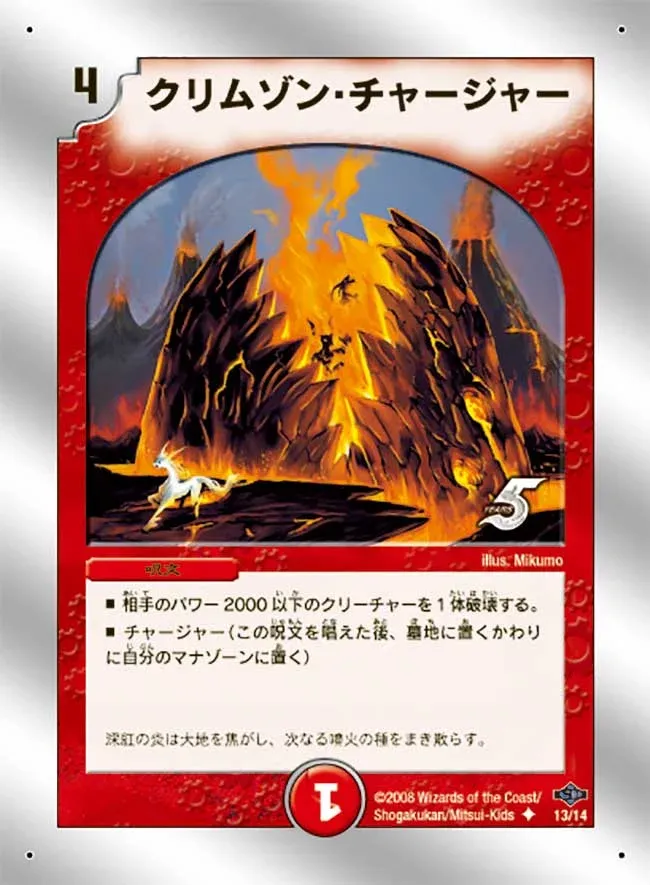 4
クリムゾン・チャージャー
5
YEARS
illus. Mikumo
呪文
■ 相手のパワー2000以下のクリーチャーを1体破壊する。
■ チャージャー(この呪文を唱えた後、墓地に置くかわり
に自分のマナゾーンに置く)
深紅の炎は大地を焦がし、次なる噴火の種をまき散らす。
1
©2008 Wizards of the Coast/
Shogakukan/Mitsui-Kids
13/14